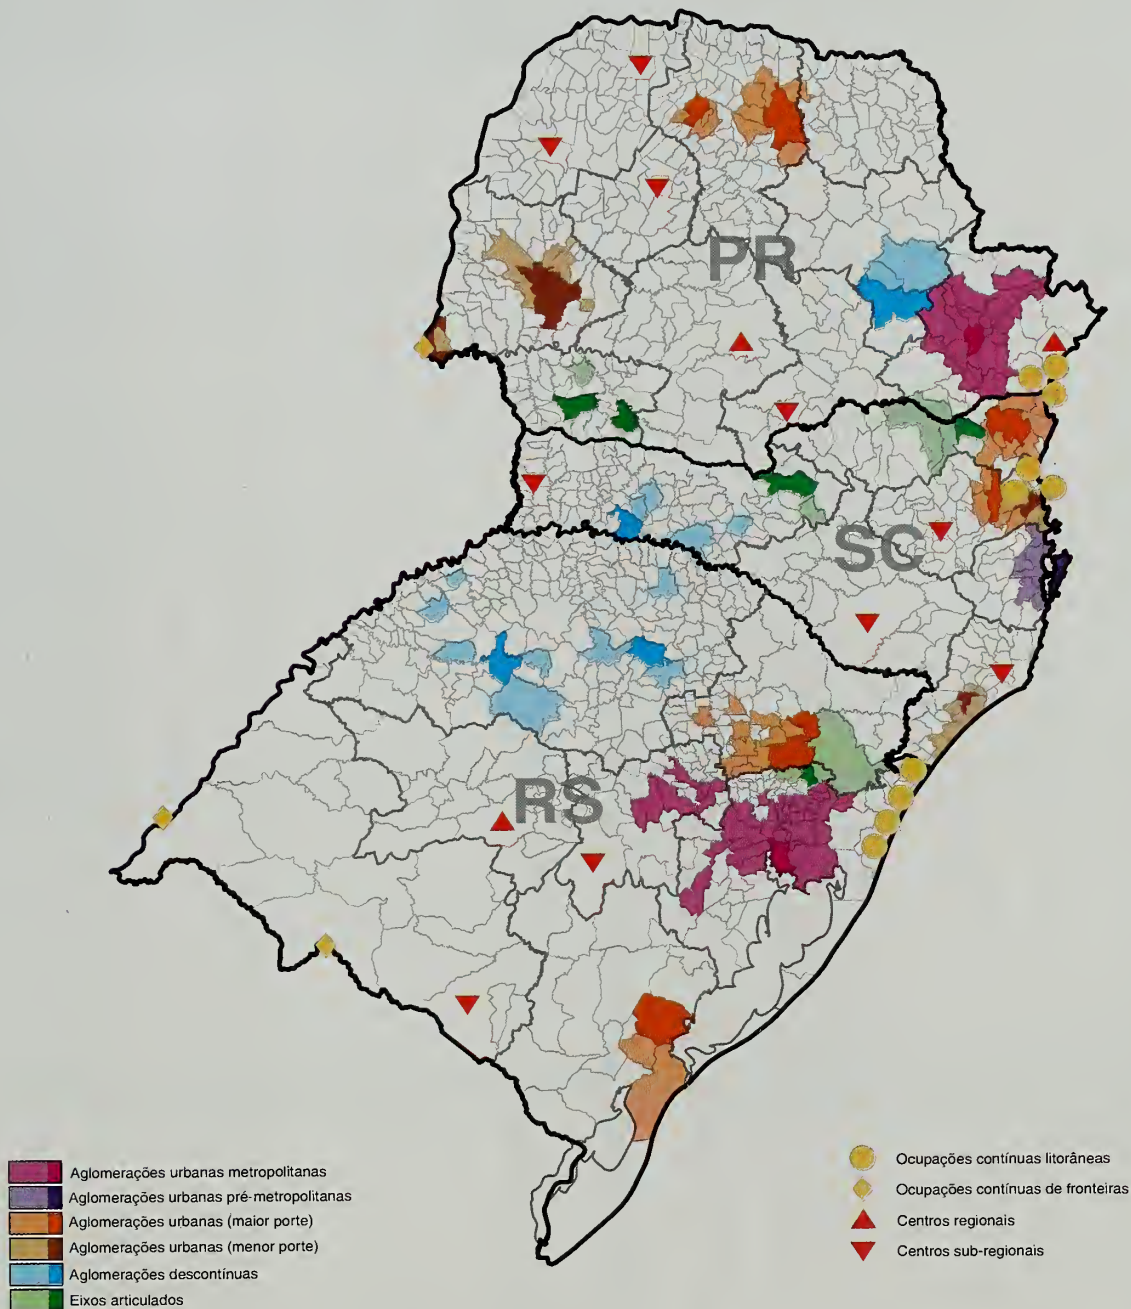 PR
SC
RS
Aglomerações urbanas metropolitanas
Aglomerações urbanas pré-metropolitanas
Aglomerações urbanas (maior porte)
Aglomerações urbanas (menor porte)
Aglomerações descontínuas
Eixos articulados
Ocupações contínuas litorâneas
Ocupações contínuas de fronteiras
Centros regionais
Centros sub-regionais